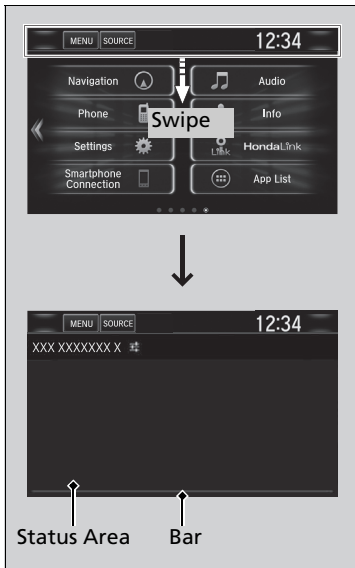 MENU SOURCE 12:34
Navigation Audio
Phone Info
Swipe
Settings Link HondaLink
Smartphone
Connection App List
MENU SOURCE 12:34
XXX XXXXXXX X
Status Area Bar